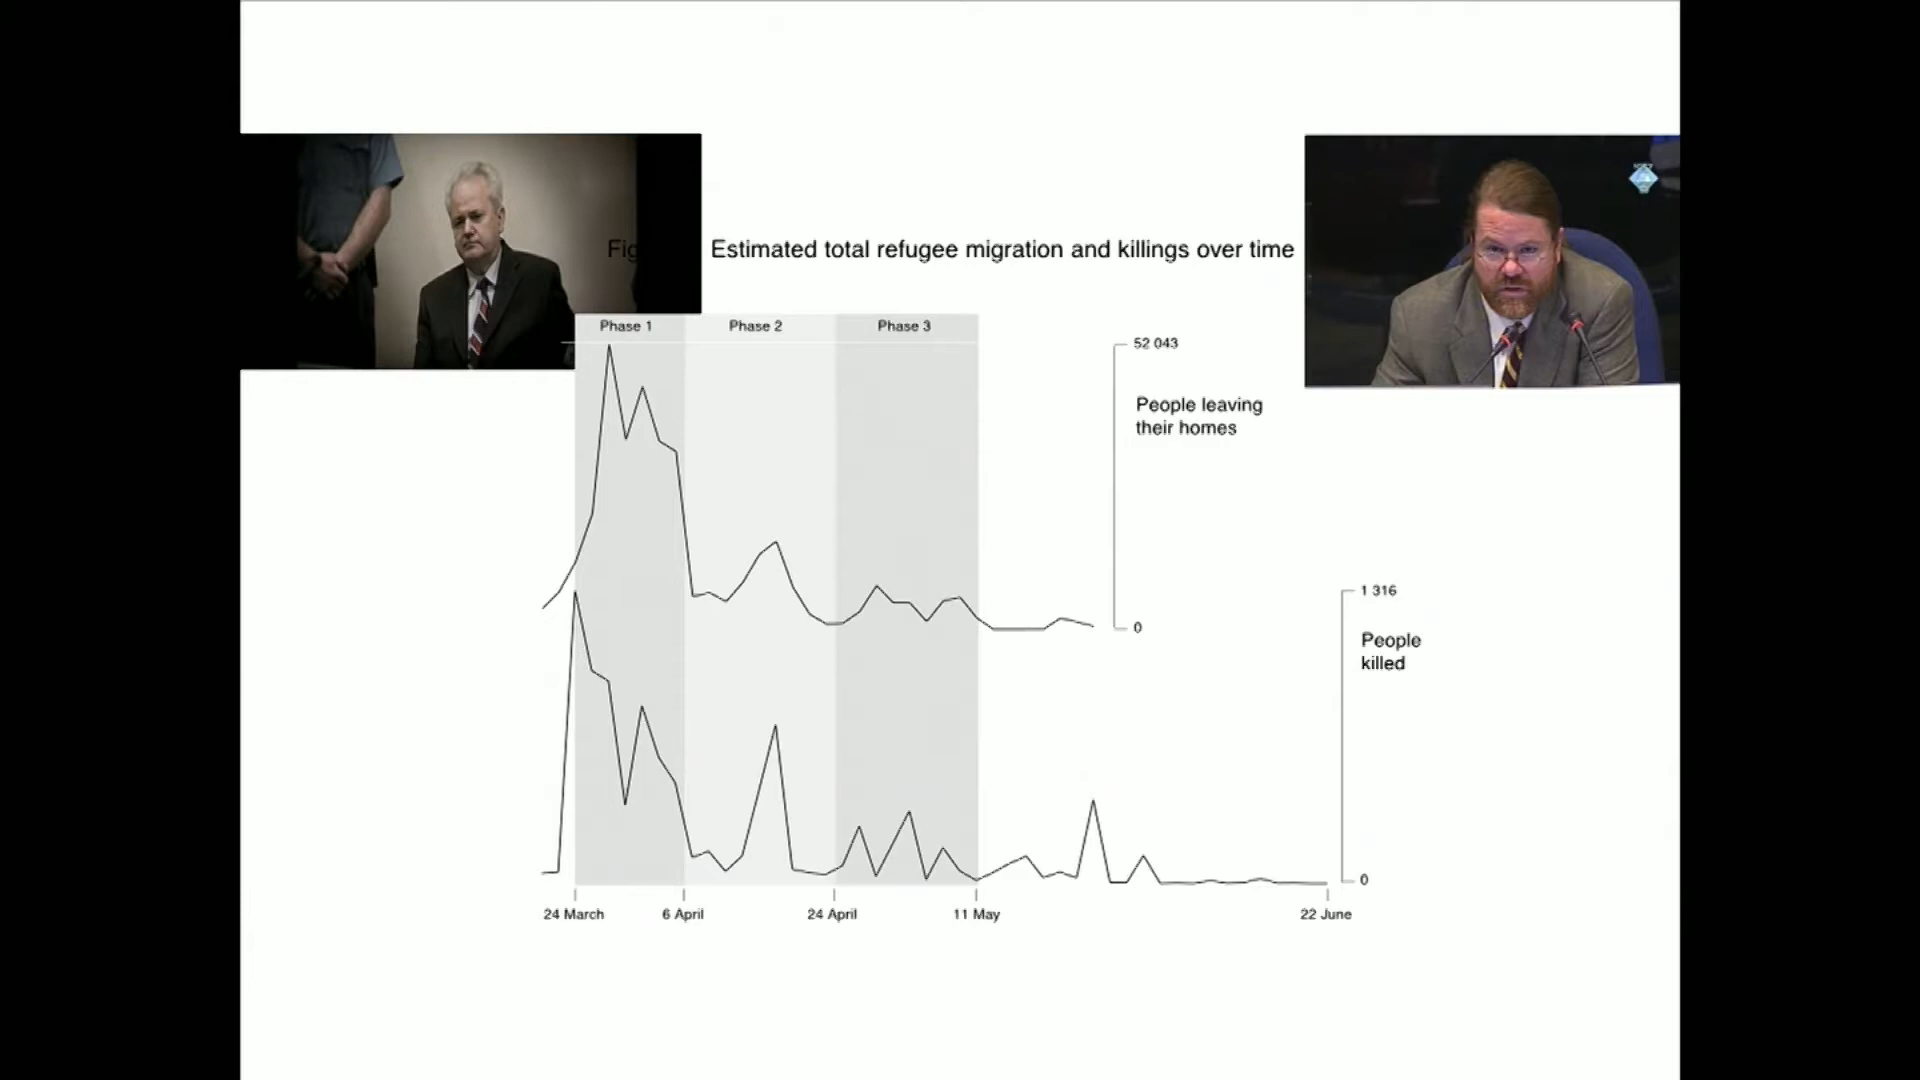 Fig
Estimated total refugee migration and killings over time
Phase 1
Phase 2
Phase 3
52 043
People leaving
their homes
0
1 316
People
killed
0
24 March
6 April
24 April
11 May
22 June